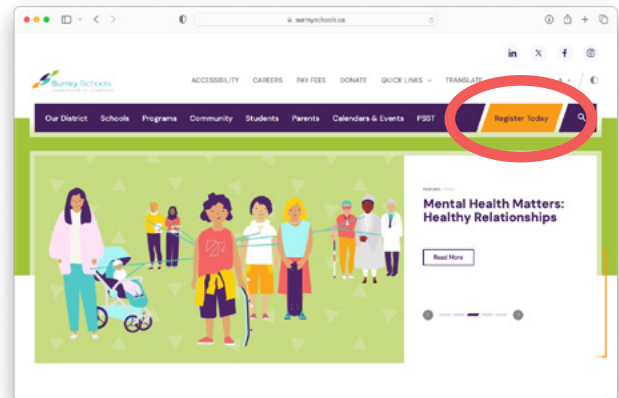 surreyschools.ca
in X f
Surrey Schools
ACCESSIBILITY CAREERS PAY FEES DONATE QUICK LINKS TRANSLATE
Our District Schools Programs Community Students Parents Calendars & Events PSST Register Today
Mental Health Matters:
Healthy Relationships
Read More